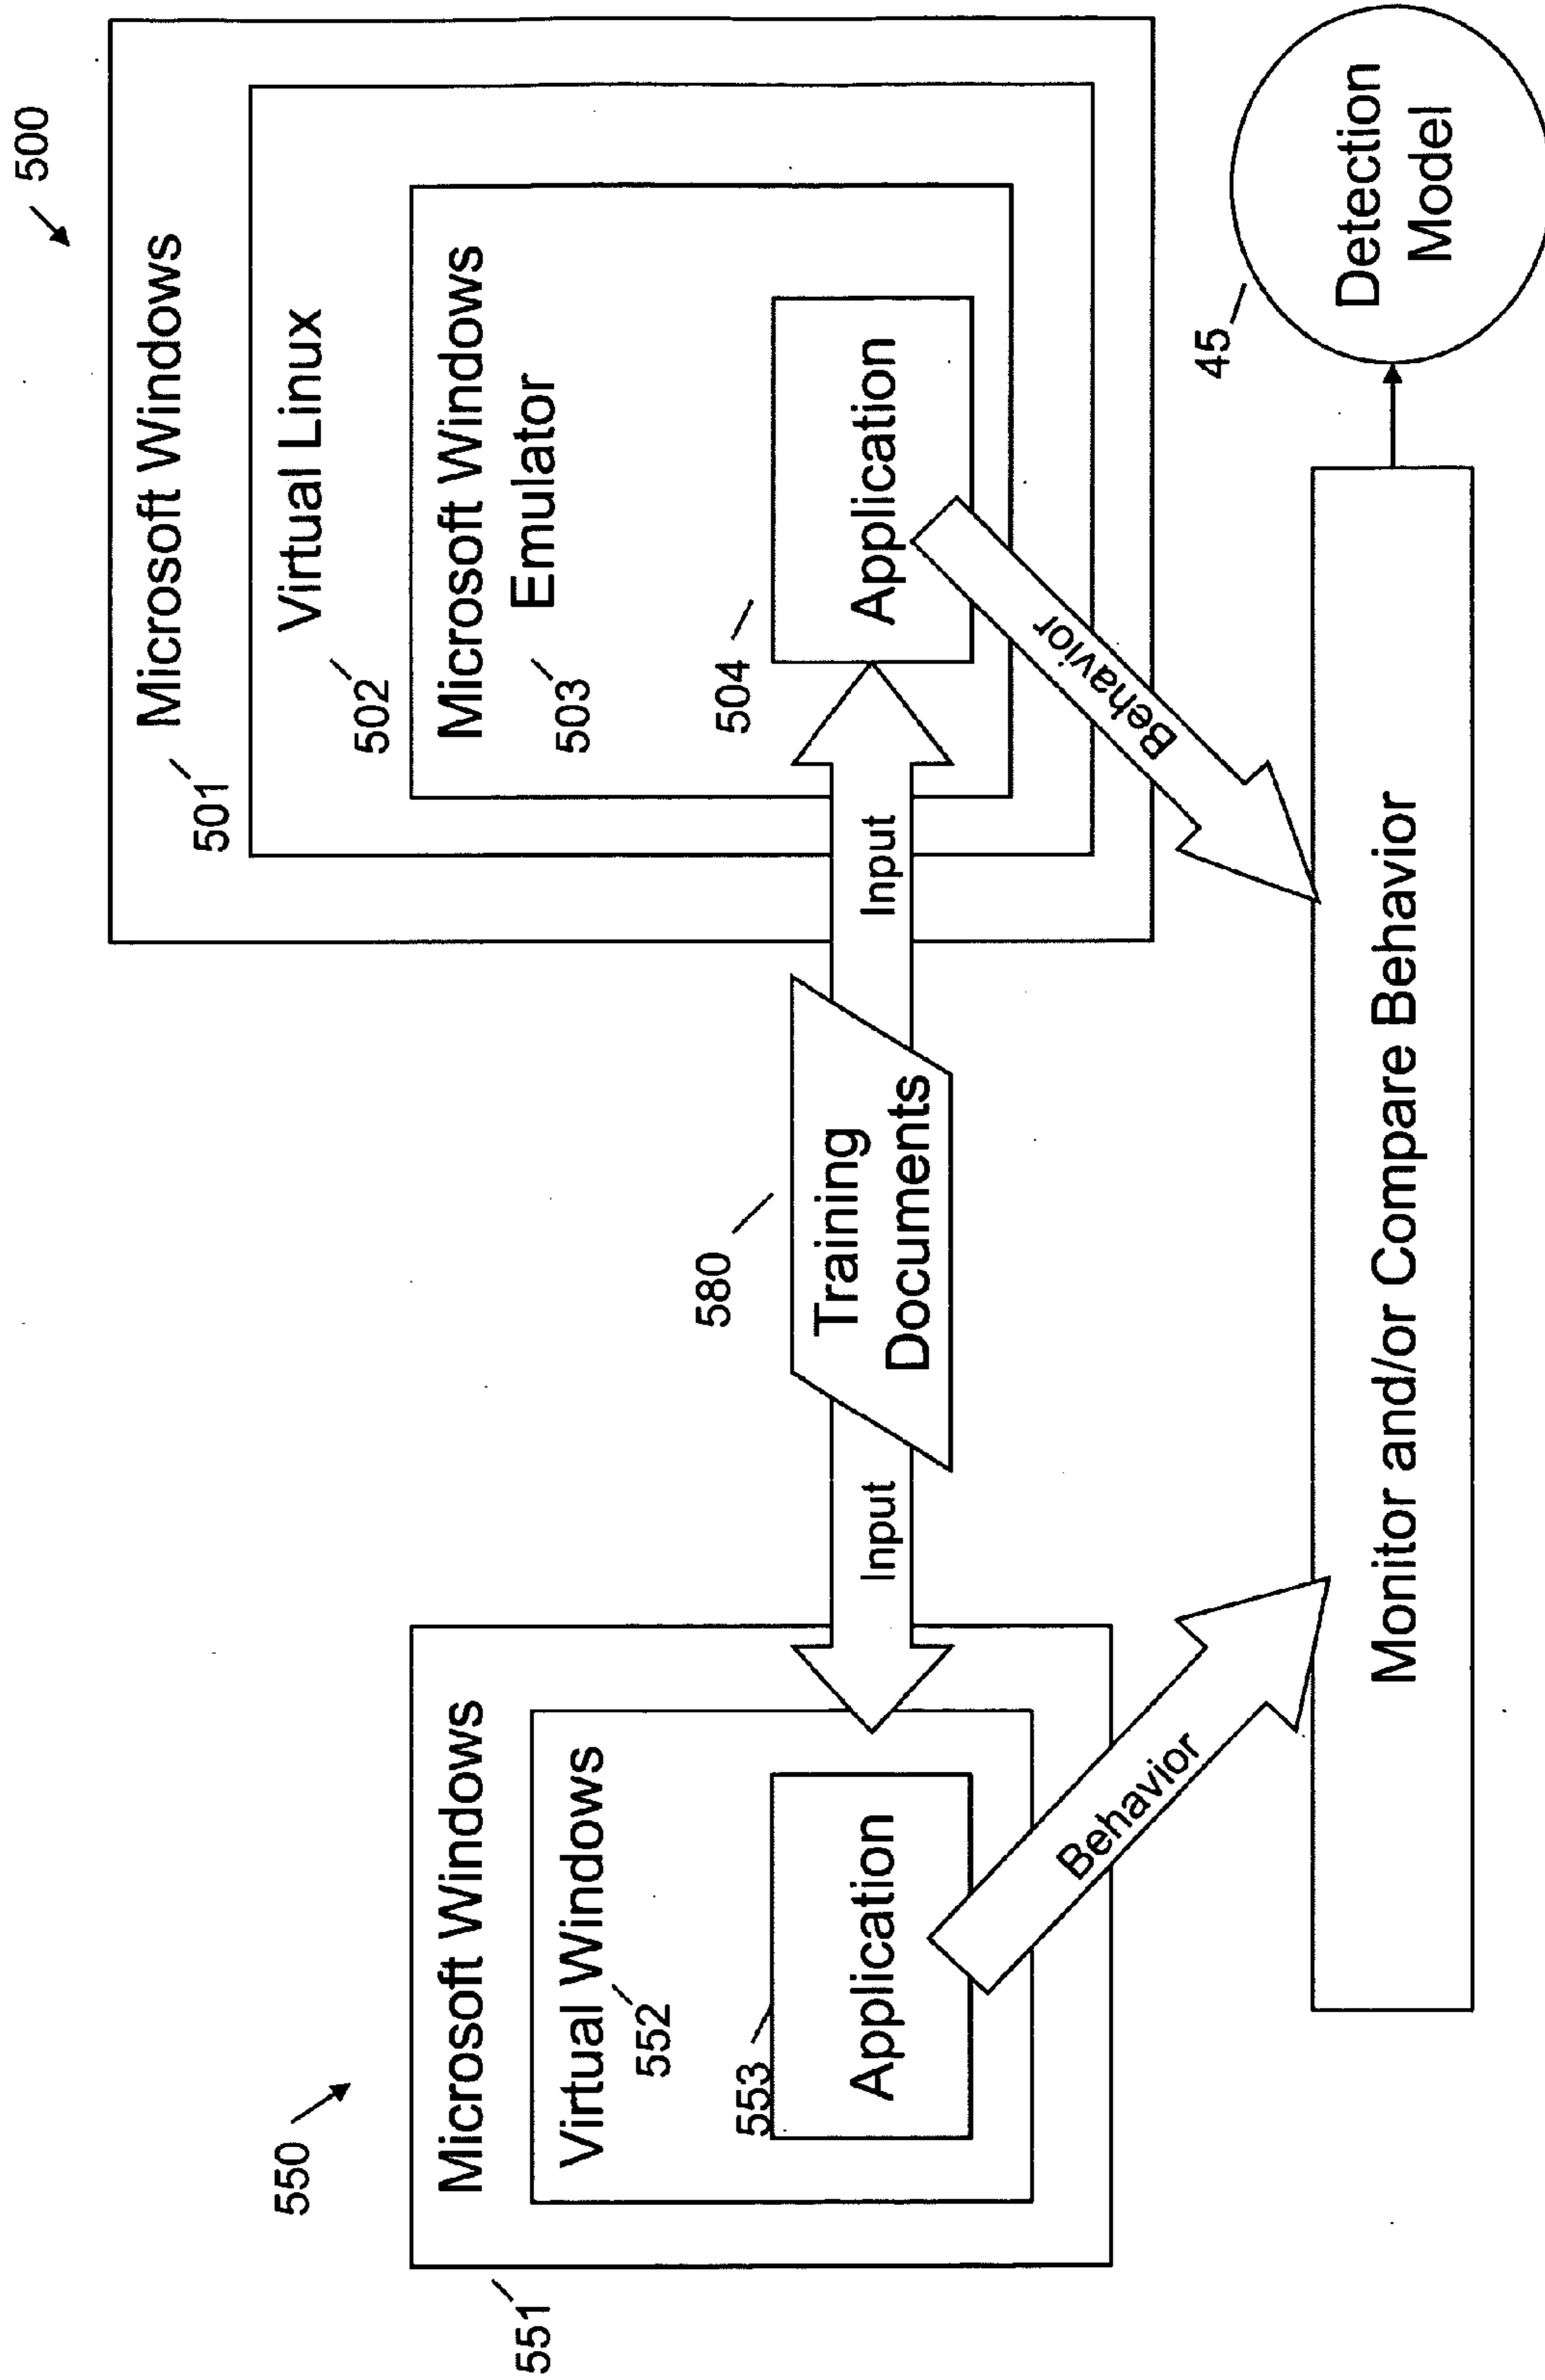 500
Microsoft Windows
501
Virtual Linux
502
Microsoft Windows
Emulator
503
504
Application
Input
Behavior
550
551
Microsoft Windows
Virtual Windows
552
553
Application
Input
Behavior
580
Training
Documents
Monitor and/or Compare Behavior
45
Detection
Model